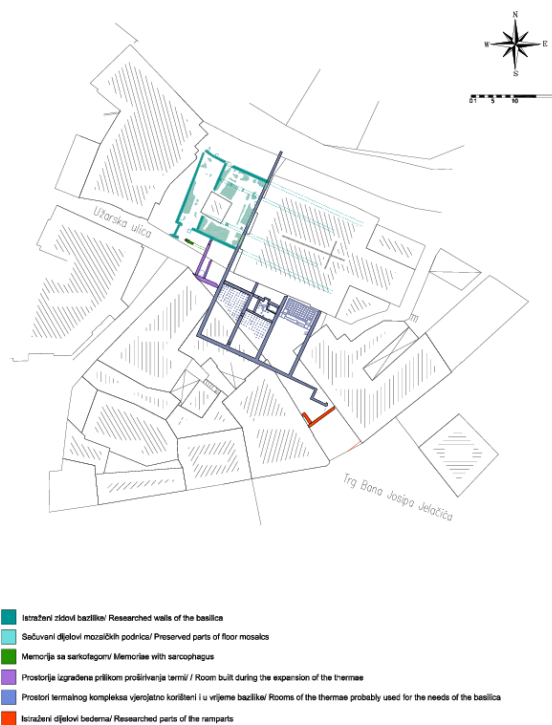 N
W E
S
01 5 10
Užarska ulica
Trg Bana Josipa Jelačića
Istraženi zidovi bazilike/ Researched walls of the basilica
Sačuvani dijelovi mozaičkih podnica/ Preserved parts of floor mosaics
Memorija sa sarkofagom/ Memoriae with sarcophagus
Prostorija izgrađena prilikom proširivanja termi/ / Room built during the expansion of the thermae
Prostori termalnog kompleksa vjerojatno korišteni i u vrijeme bazilike/ Rooms of the thermae probably used for the needs of the basilica
Istraženi dijelovi bedema/ Researched parts of the ramparts